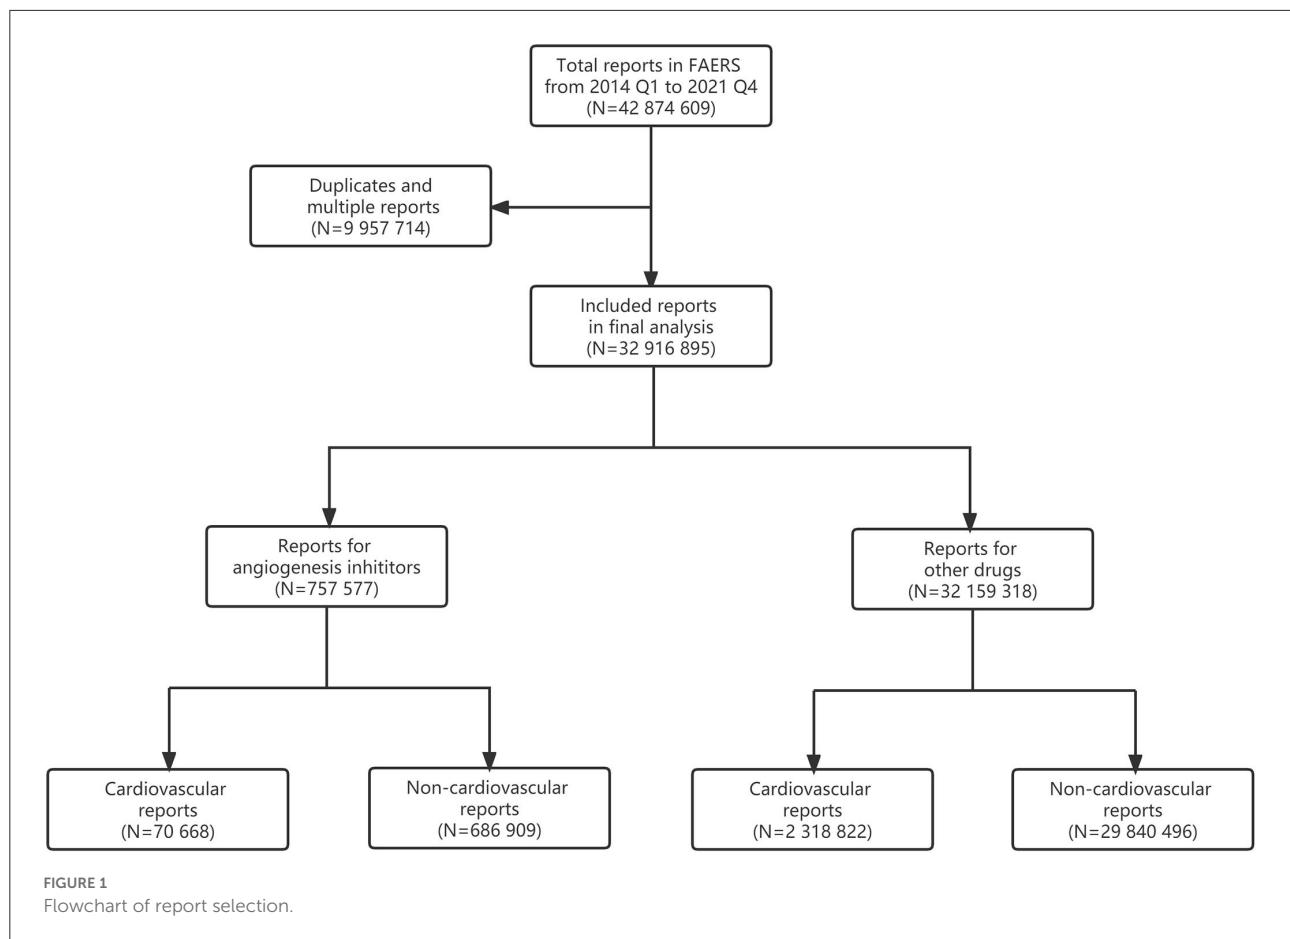 Total reports in FAERS
from 2014 Q1 to 2021 Q4
(N=42 874 609)
Duplicates and
multiple reports
(N=9 957 714)
Included reports
in final analysis
(N=32 916 895)
Reports for
angiogenesis inhititors
(N=757 577)
Reports for
other drugs
(N=32 159 318)
Cardiovascular
reports
(N=70 668)
Non-cardiovascular
reports
(N=686 909)
Cardiovascular
reports
(N=2 318 822)
Non-cardiovascular
reports
(N=29 840 496)
FIGURE 1
Flowchart of report selection.